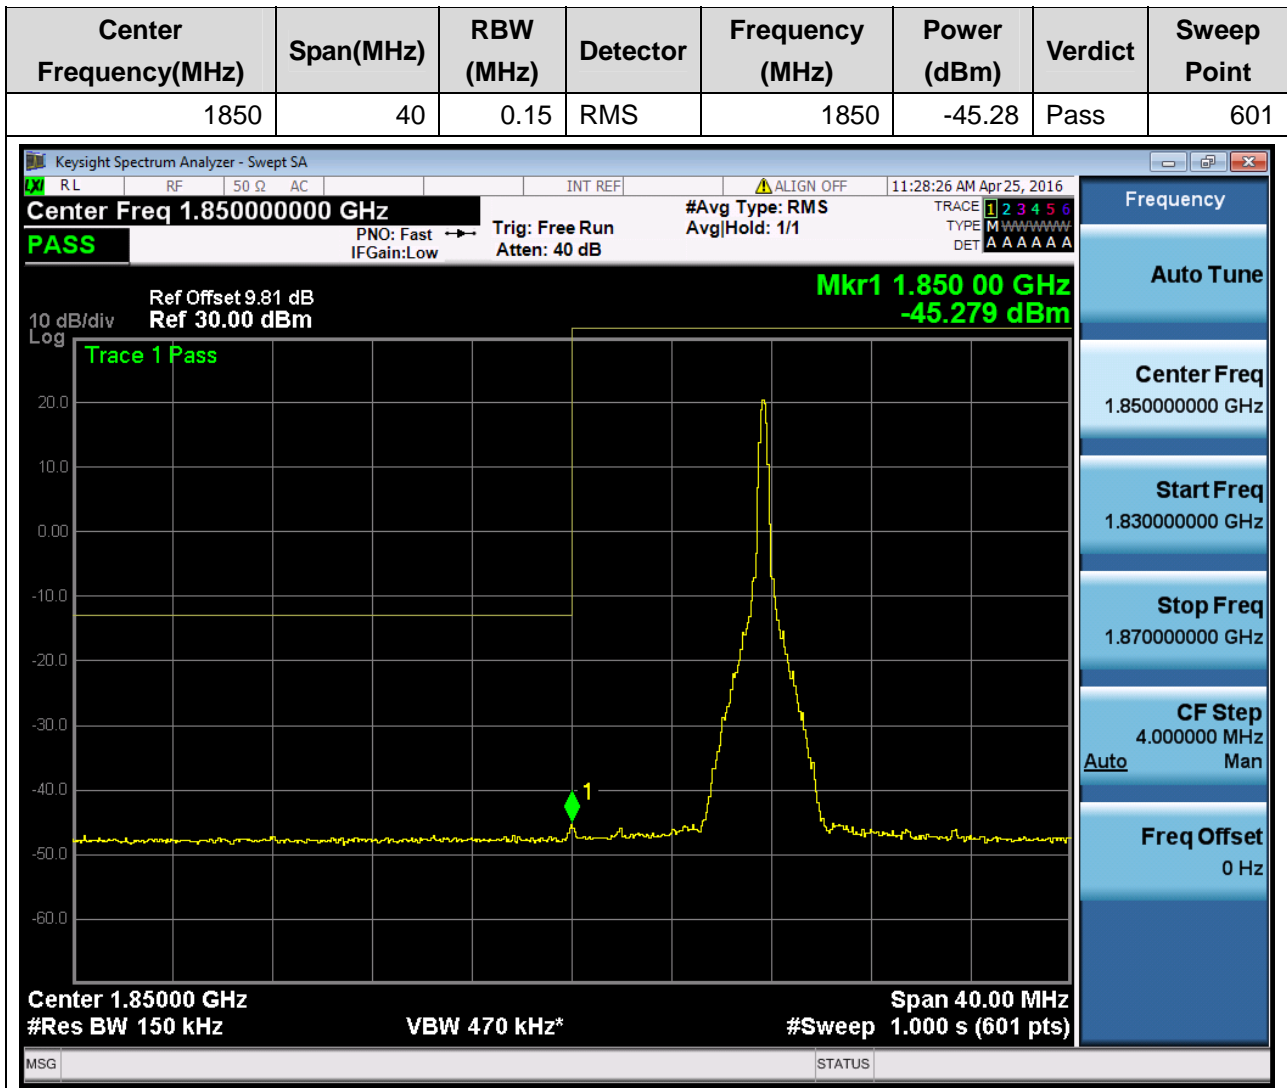 Center Frequency(MHz) Span(MHz) RBW (MHz) Detector Frequency (MHz) Power (dBm) Verdict Sweep Point
1850 40 0.15 RMS 1850 -45.28 Pass 601
Keysight Spectrum Analyzer - Swept SA
LXI RL RF 50 Ω AC INT REF ALIGN OFF 11:28:26 AM Apr 25, 2016
Center Freq 1.850000000 GHz
PASS
PNO: Fast
IFGain:Low
Trig: Free Run
Atten: 40 dB
#Avg Type: RMS
Avg|Hold: 1/1
TRACE 1 2 3 4 5 6
TYPE M WWWWW
DET A A A A A A
Mkr1 1.850 00 GHz
-45.279 dBm
Ref Offset 9.81 dB
10 dB/div Ref 30.00 dBm
Log
Trace 1 Pass
20.0
10.0
0.00
-10.0
-20.0
-30.0
-40.0
1
-50.0
-60.0
Center 1.85000 GHz Span 40.00 MHz
#Res BW 150 kHz VBW 470 kHz* #Sweep 1.000 s (601 pts)
MSG STATUS
Frequency
Auto Tune
Center Freq
1.850000000 GHz
Start Freq
1.830000000 GHz
Stop Freq
1.870000000 GHz
CF Step
4.000000 MHz
Auto Man
Freq Offset
0 Hz